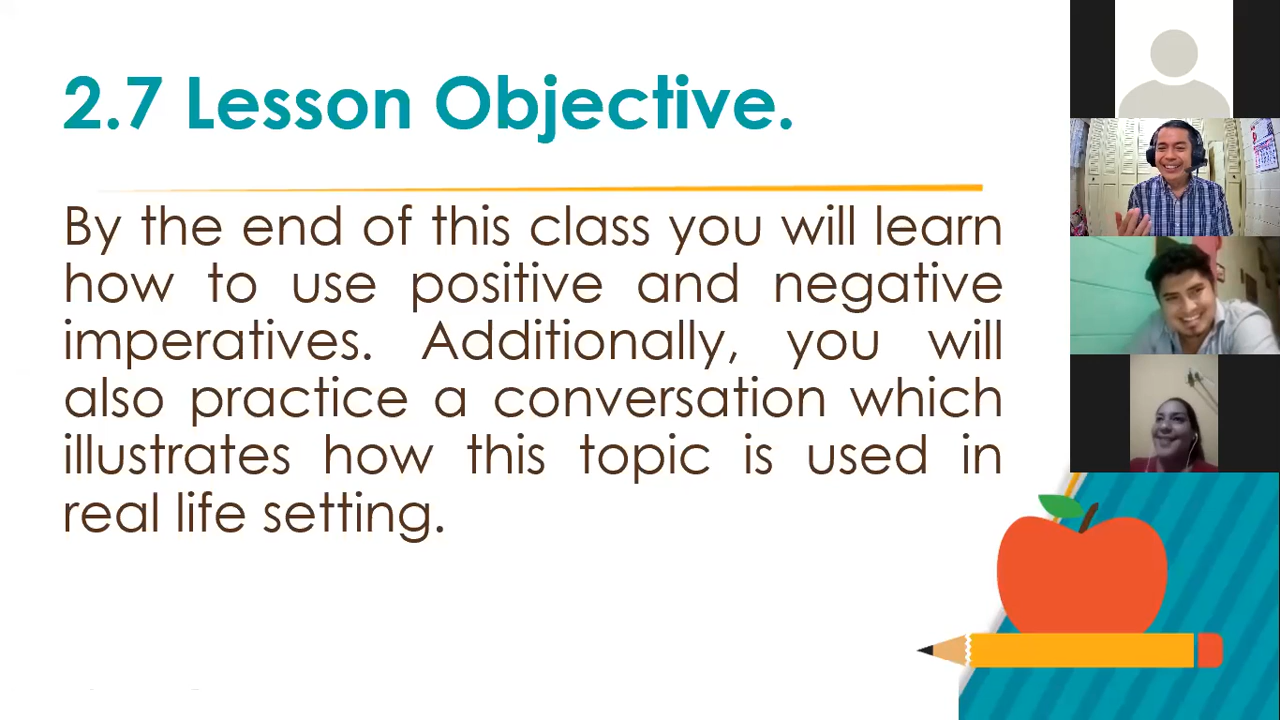 2.7 Lesson Objective.
By the end of this class you will learn
how to use positive and negative
imperatives. Additionally, you will
also practice a conversation which
illustrates how this topic is used in
real life setting.